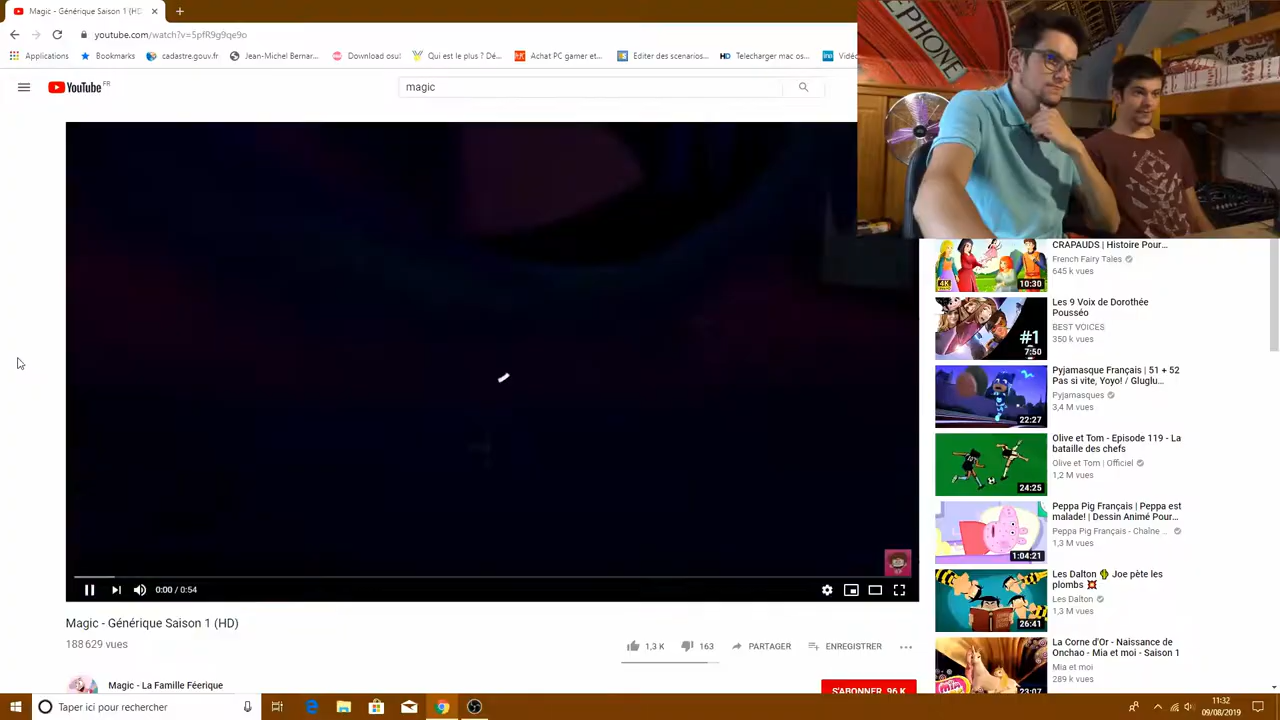 Magic - Générique Saison 1 (HD
youtube.com/watch?v=5pfR9g9qe9o
Applications
Bookmarks
cadastre.gouv.fr
Jean-Michel Bernar...
Download osu!
Qui est le plus ? Dé...
Achat PC gamer et...
Editer des scenarios...
HD
Telecharger mac os...
Vidéo
YouTube FR
magic
ÉLÉPHONE
CRAPAUDS | Histoire Pour...
French Fairy Tales
645 k vues
4K
10:30
Les 9 Voix de Dorothée
Pousséo
BEST VOICES
350 k vues
#1
7:50
Pyjamasque Français | 51 + 52
Pas si vite, Yoyo! / Gluglu...
Pyjamasques
3,4 M vues
22:27
Olive et Tom - Episode 119 - La
bataille des chefs
Olive et Tom | Officiel
1,2 M vues
24:25
Peppa Pig Français | Peppa est
malade! | Dessin Animé Pour...
Peppa Pig Français - Chaîne ...
1,3 M vues
1:04:21
Les Dalton 🌵 Joe pète les
plombs 💥
Les Dalton
1,3 M vues
26:41
La Corne d'Or - Naissance de
Onchao - Mia et moi - Saison 1
Mia et moi
289 k vues
23:07
0:00 / 0:54
Magic - Générique Saison 1 (HD)
188 629 vues
1,3 K
163
PARTAGER
ENREGISTRER
Magic - La Famille Féerique
S'ABONNER 96 K
Taper ici pour rechercher
11:32
09/08/2019